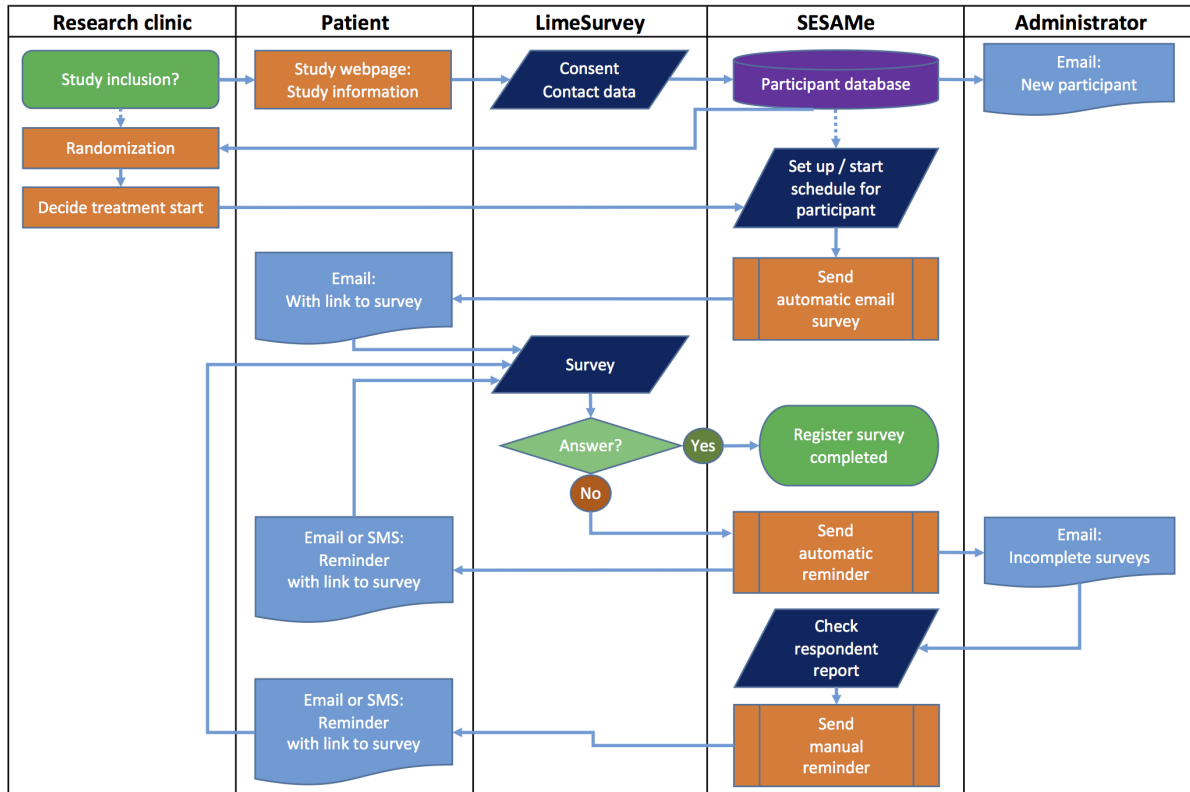 Research clinic
Patient
LimeSurvey
SESAMe
Administrator
Study inclusion?
Study webpage:
Study information
Consent
Contact data
Participant database
Email:
New participant
Randomization
Decide treatment start
Set up / start
schedule for
participant
Email:
With link to survey
Send
automatic email
survey
Survey
Answer?
Yes
Register survey
completed
No
Email or SMS:
Reminder
with link to survey
Send
automatic
reminder
Email:
Incomplete surveys
Check
respondent
report
Email or SMS:
Reminder
with link to survey
Send
manual
reminder